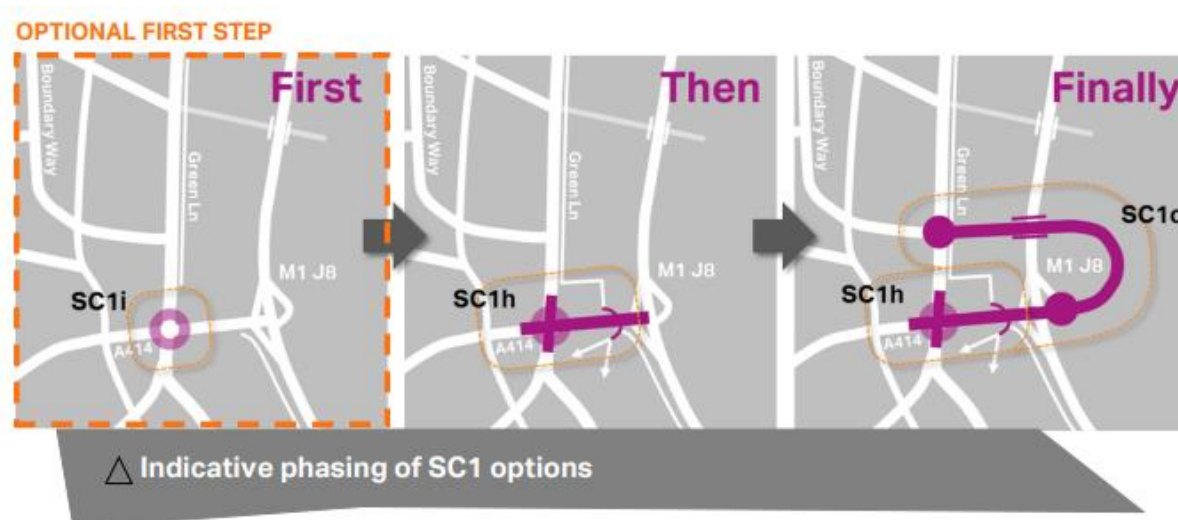 OPTIONAL FIRST STEP
First
Boundary Way
Green Ln
M1 J8
SC1i
A414
Then
Boundary Way
Green Ln
M1 J8
SC1h
A414
Finally
Boundary Way
Green Ln
SC1c
M1 J8
SC1h
A414
△ Indicative phasing of SC1 options